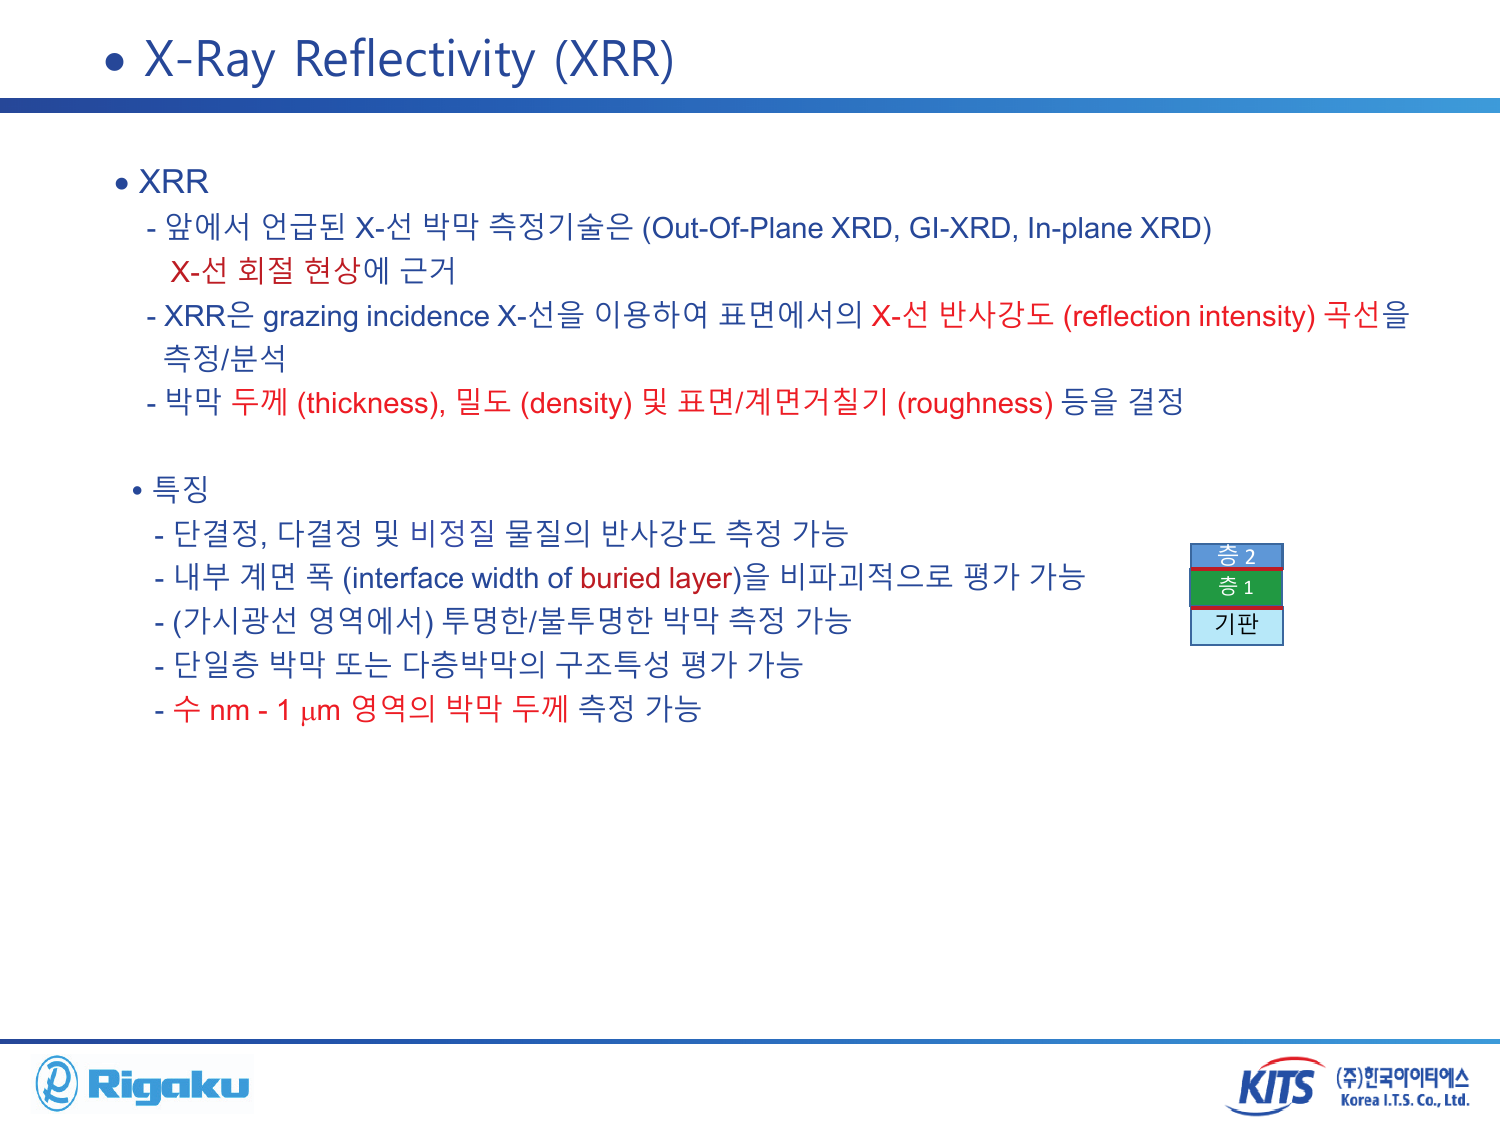 • X-Ray Reflectivity (XRR)
• XRR
- 앞에서 언급된 X-선 박막 측정기술은 (Out-Of-Plane XRD, GI-XRD, In-plane XRD)
X-선 회절 현상에 근거
- XRR은 grazing incidence X-선을 이용하여 표면에서의 X-선 반사강도 (reflection intensity) 곡선을
측정/분석
- 박막 두께 (thickness), 밀도 (density) 및 표면/계면거칠기 (roughness) 등을 결정
• 특징
- 단결정, 다결정 및 비정질 물질의 반사강도 측정 가능
- 내부 계면 폭 (interface width of buried layer)을 비파괴적으로 평가 가능
- (가시광선 영역에서) 투명한/불투명한 박막 측정 가능
- 단일층 박막 또는 다층박막의 구조특성 평가 가능
- 수 nm - 1 μm 영역의 박막 두께 측정 가능
층 2
층 1
기판
Rigaku
KITS
(주)한국아이티에스
Korea I.T.S. Co., Ltd.